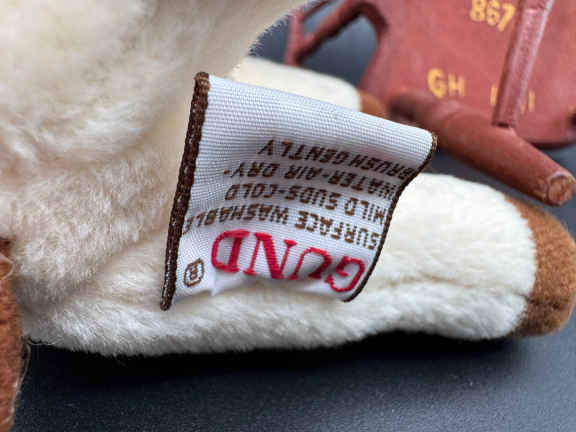 GUND®
SURFACE WASHABLE
MILD SUDS-COLD
WATER-AIR DRY-
BRUSH GENTLY
867
GH